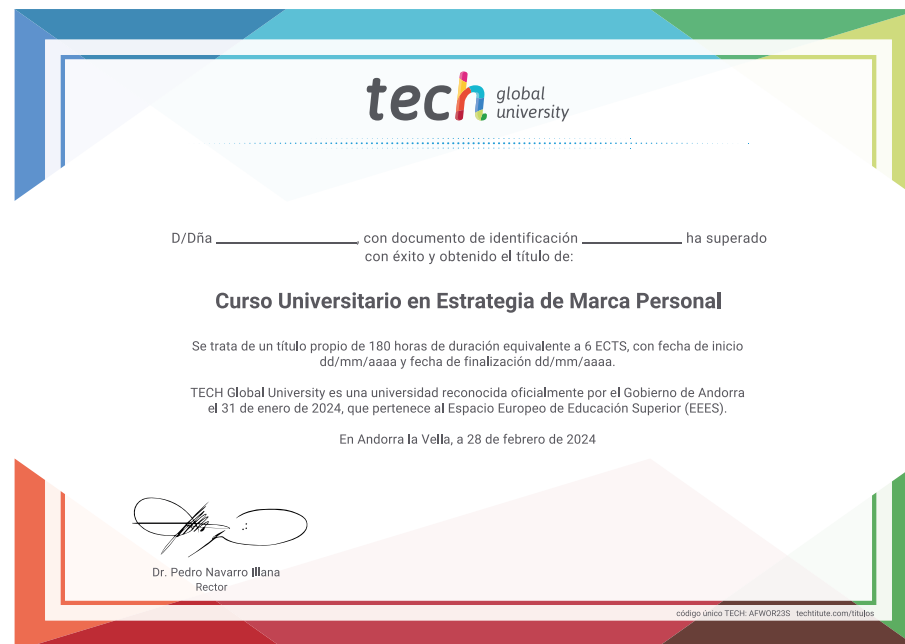 tech global university
D/Dña ____________________, con documento de identificación ______________ ha superado
con éxito y obtenido el título de:
Curso Universitario en Estrategia de Marca Personal
Se trata de un título propio de 180 horas de duración equivalente a 6 ECTS, con fecha de inicio
dd/mm/aaaa y fecha de finalización dd/mm/aaaa.
TECH Global University es una universidad reconocida oficialmente por el Gobierno de Andorra
el 31 de enero de 2024, que pertenece al Espacio Europeo de Educación Superior (EEES).
En Andorra la Vella, a 28 de febrero de 2024
Dr. Pedro Navarro Illana
Rector
código único TECH: AFWOR23S techtitute.com/titulos